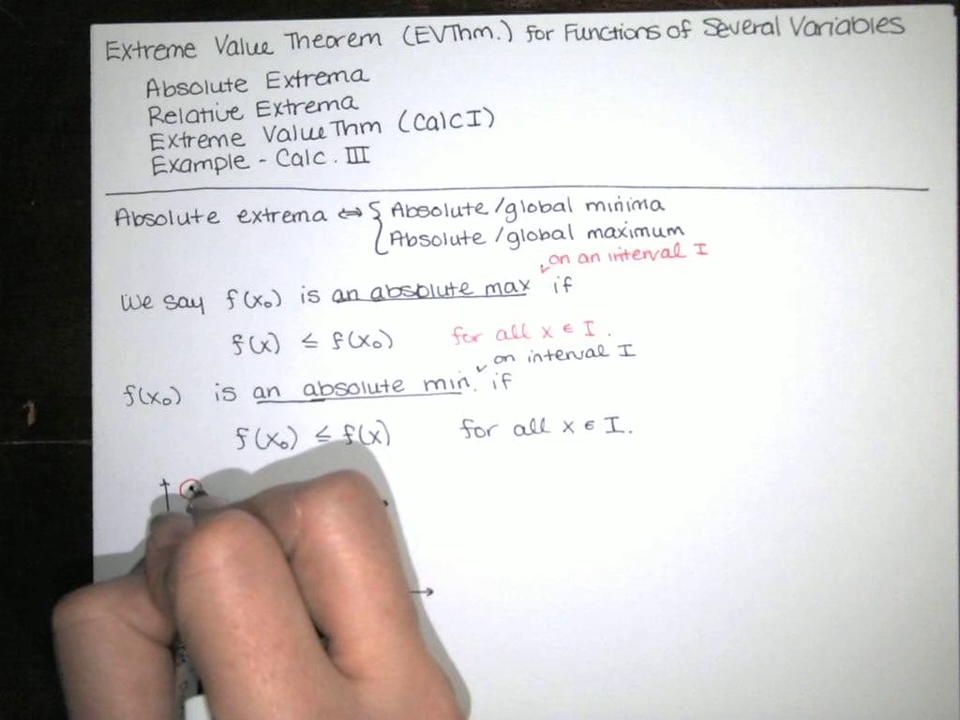 Extreme Value Theorem (EVThm.) for Functions of Several Variables
Absolute Extrema
Relative Extrema
Extreme Value Thm (Calc I)
Example - Calc. III
Absolute extrema ⇔ { Absolute/global minima
Absolute/global maximum
on an interval I
We say f(x₀) is an absolute max if
f(x) ≤ f(x₀) for all x ∈ I.
on interval I
f(x₀) is an absolute min. if
f(x₀) ≤ f(x) for all x ∈ I.